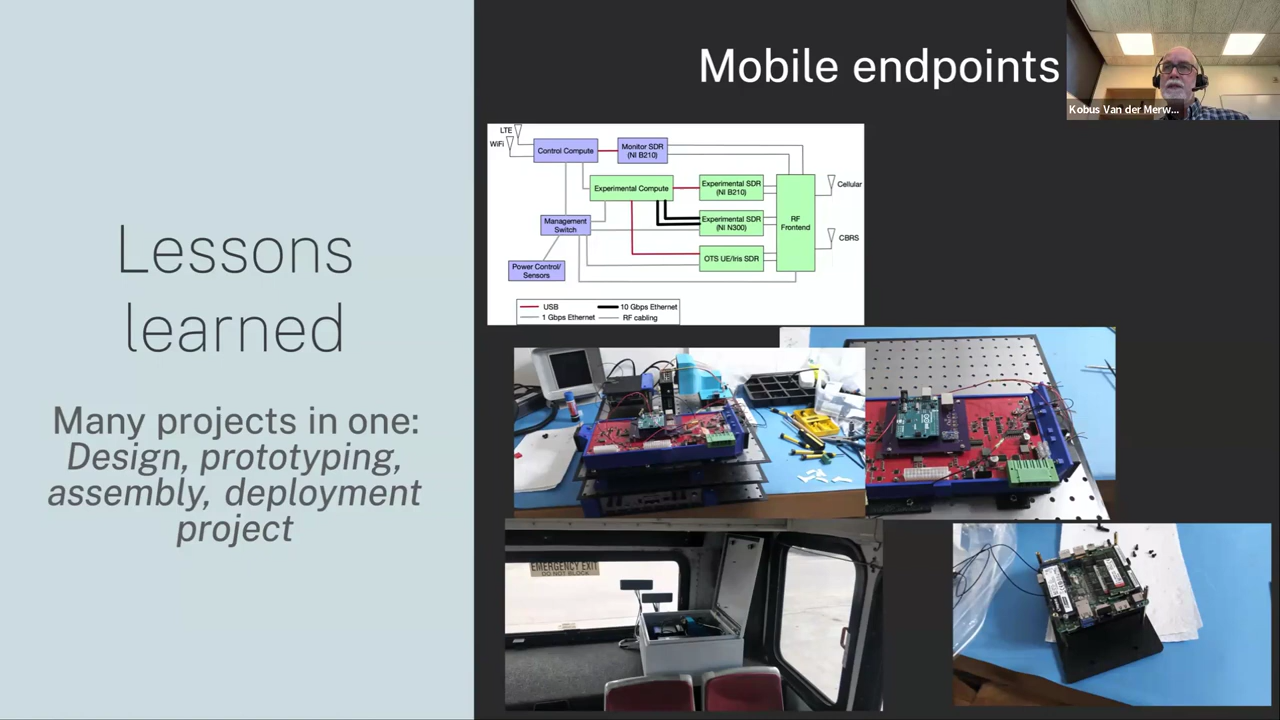 Mobile endpoints
Kobus Van der Merw...
Lessons
learned
Many projects in one:
Design, prototyping,
assembly, deployment
project
LTE
WiFi
Control Compute
Monitor SDR
(NI B210)
Experimental Compute
Experimental SDR
(NI B210)
Cellular
Management
Switch
Experimental SDR
(NI N300)
RF
Frontend
CBRS
OTS UE/Iris SDR
Power Control/
Sensors
USB
10 Gbps Ethernet
1 Gbps Ethernet
RF cabling
EMERGENCY EXIT
DO NOT BLOCK